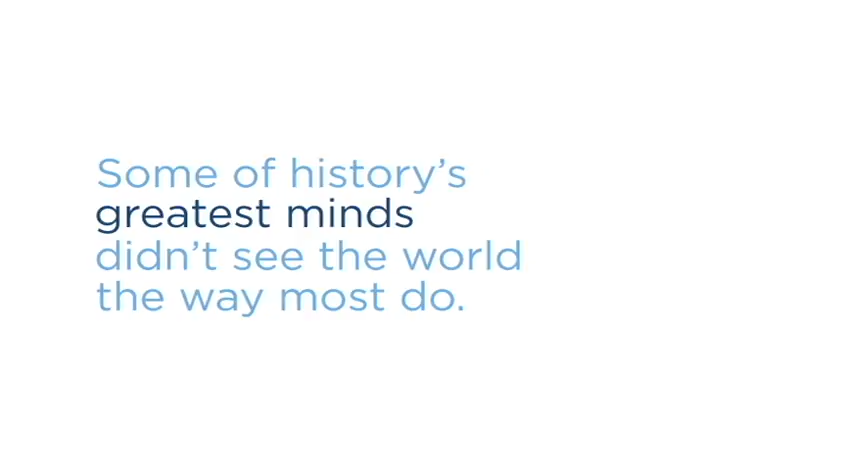 Some of history’s
greatest minds
didn’t see the world
the way most do.